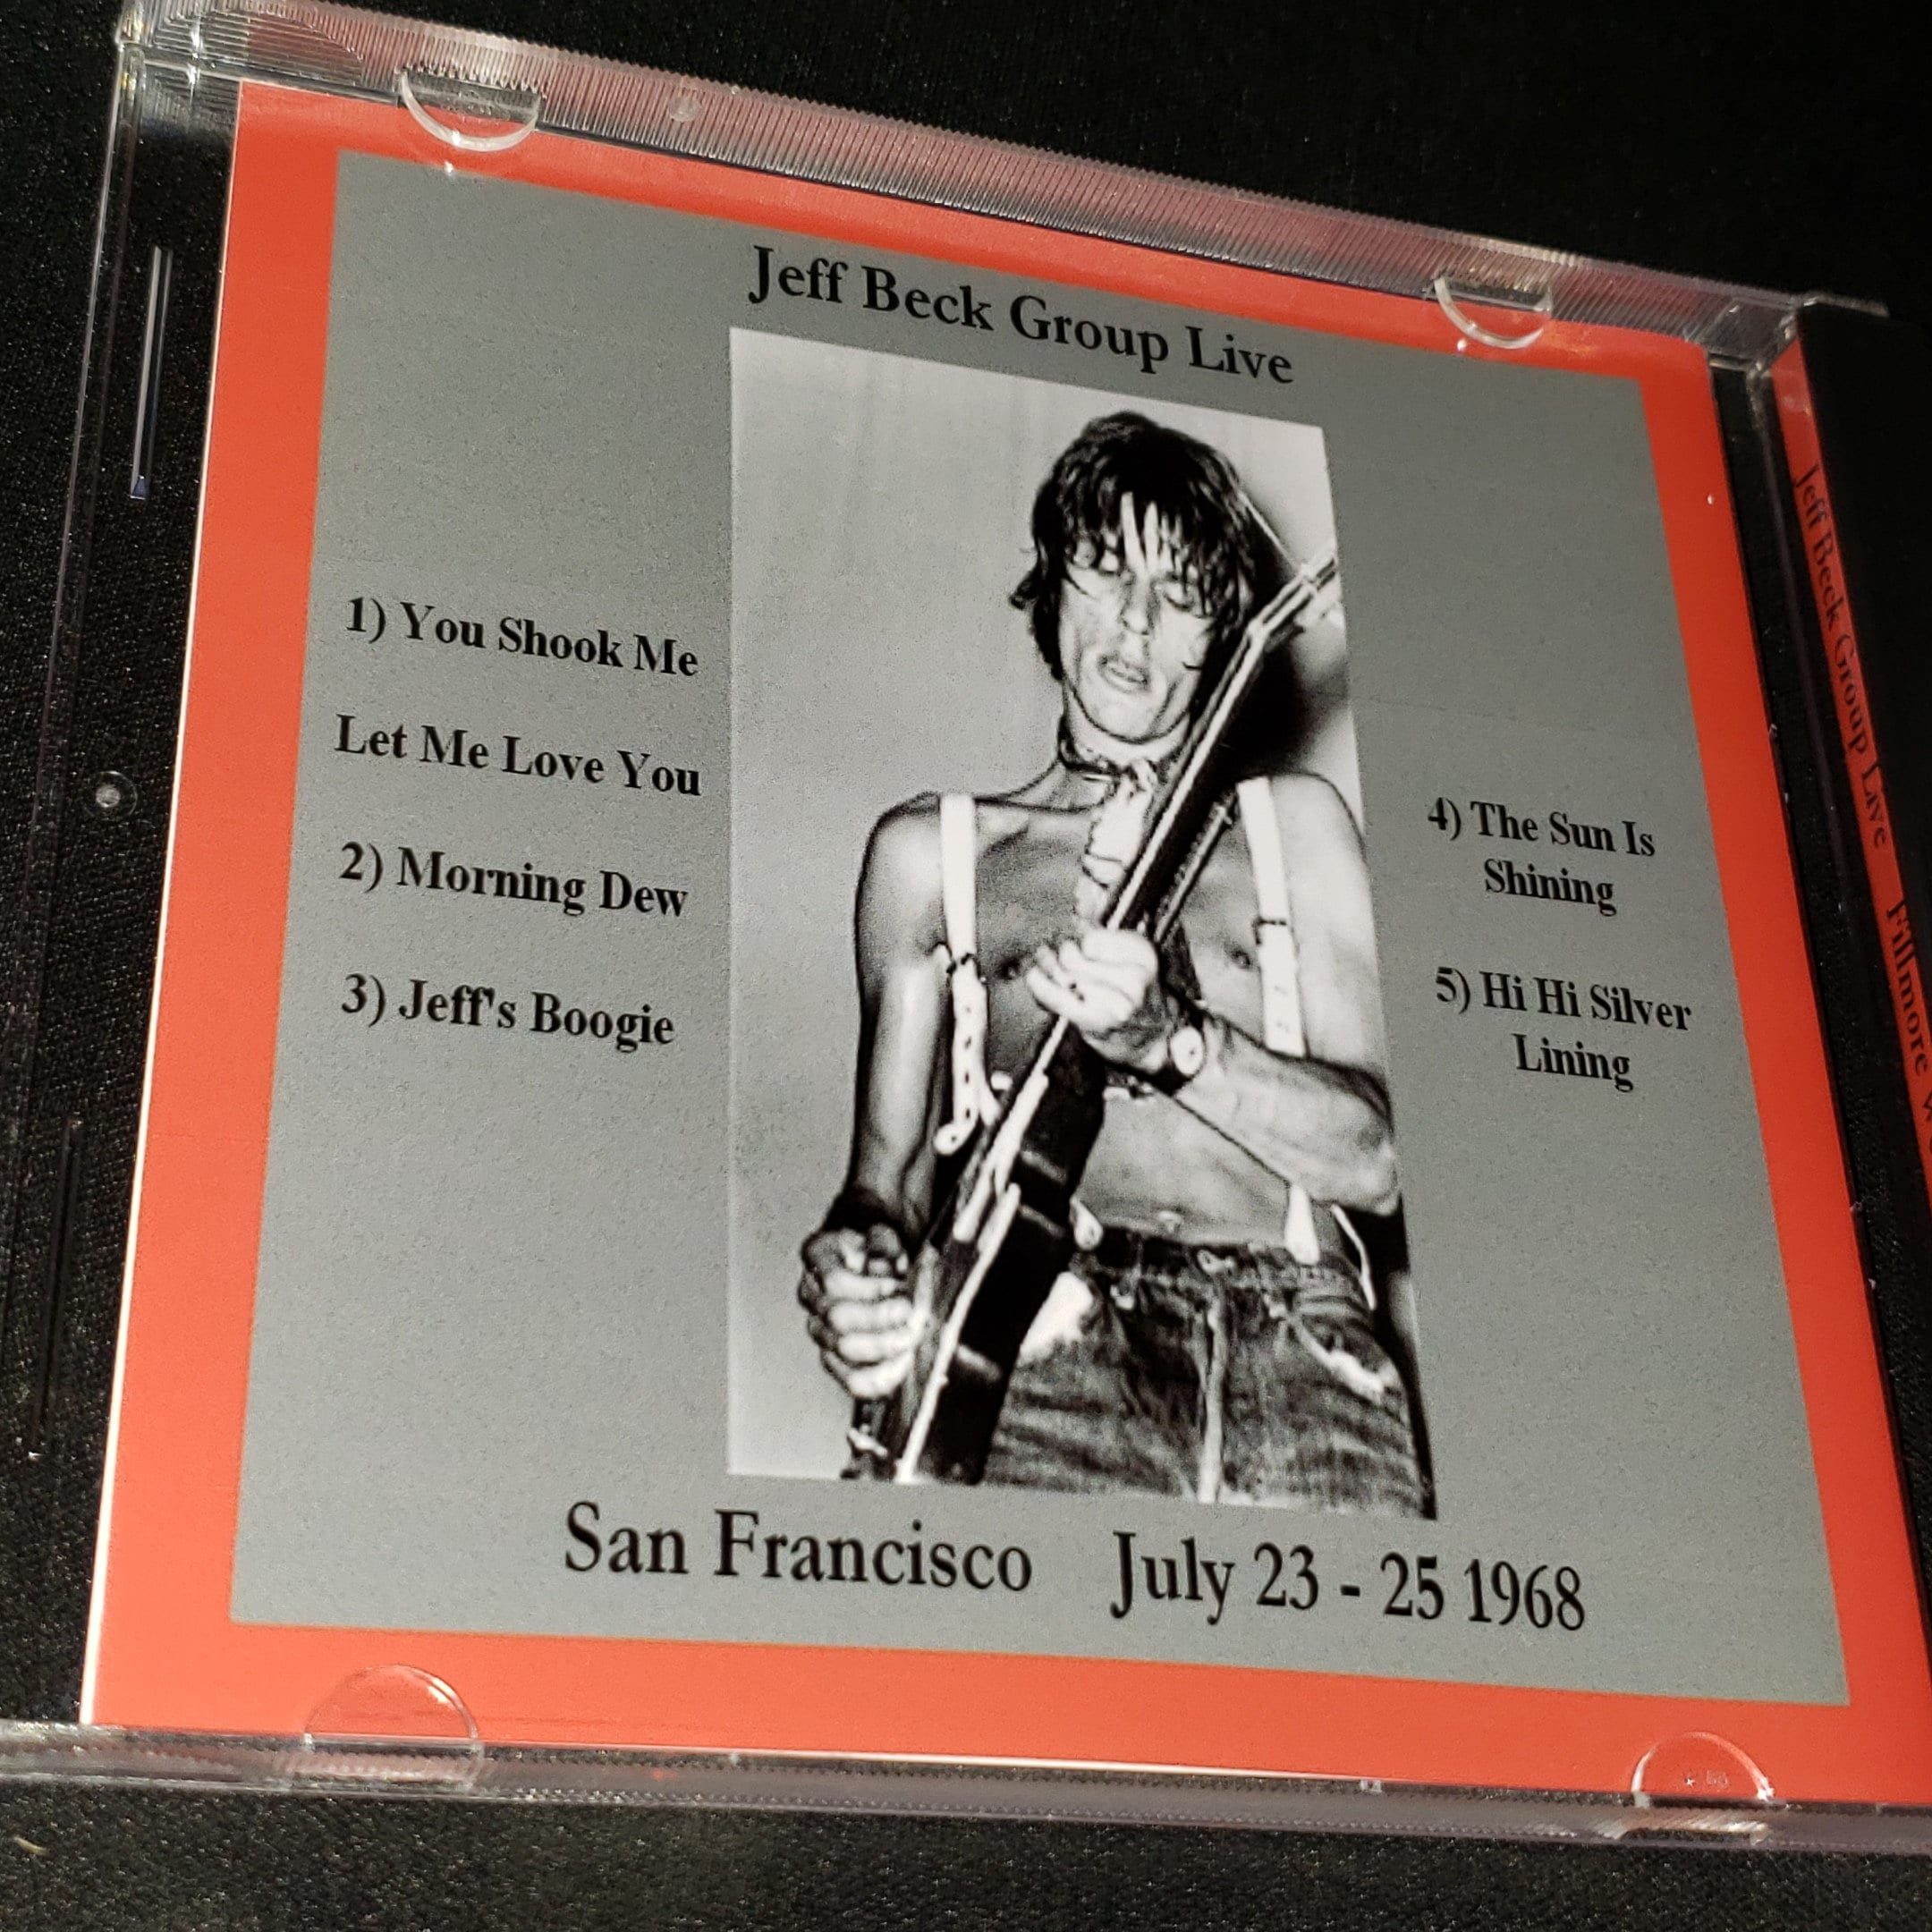 Jeff Beck Group Live
1) You Shook Me
Let Me Love You
2) Morning Dew
3) Jeff's Boogie
4) The Sun Is
Shining
5) Hi Hi Silver
Lining
San Francisco July 23 - 25 1968
Jeff Beck Group Live Fillmore